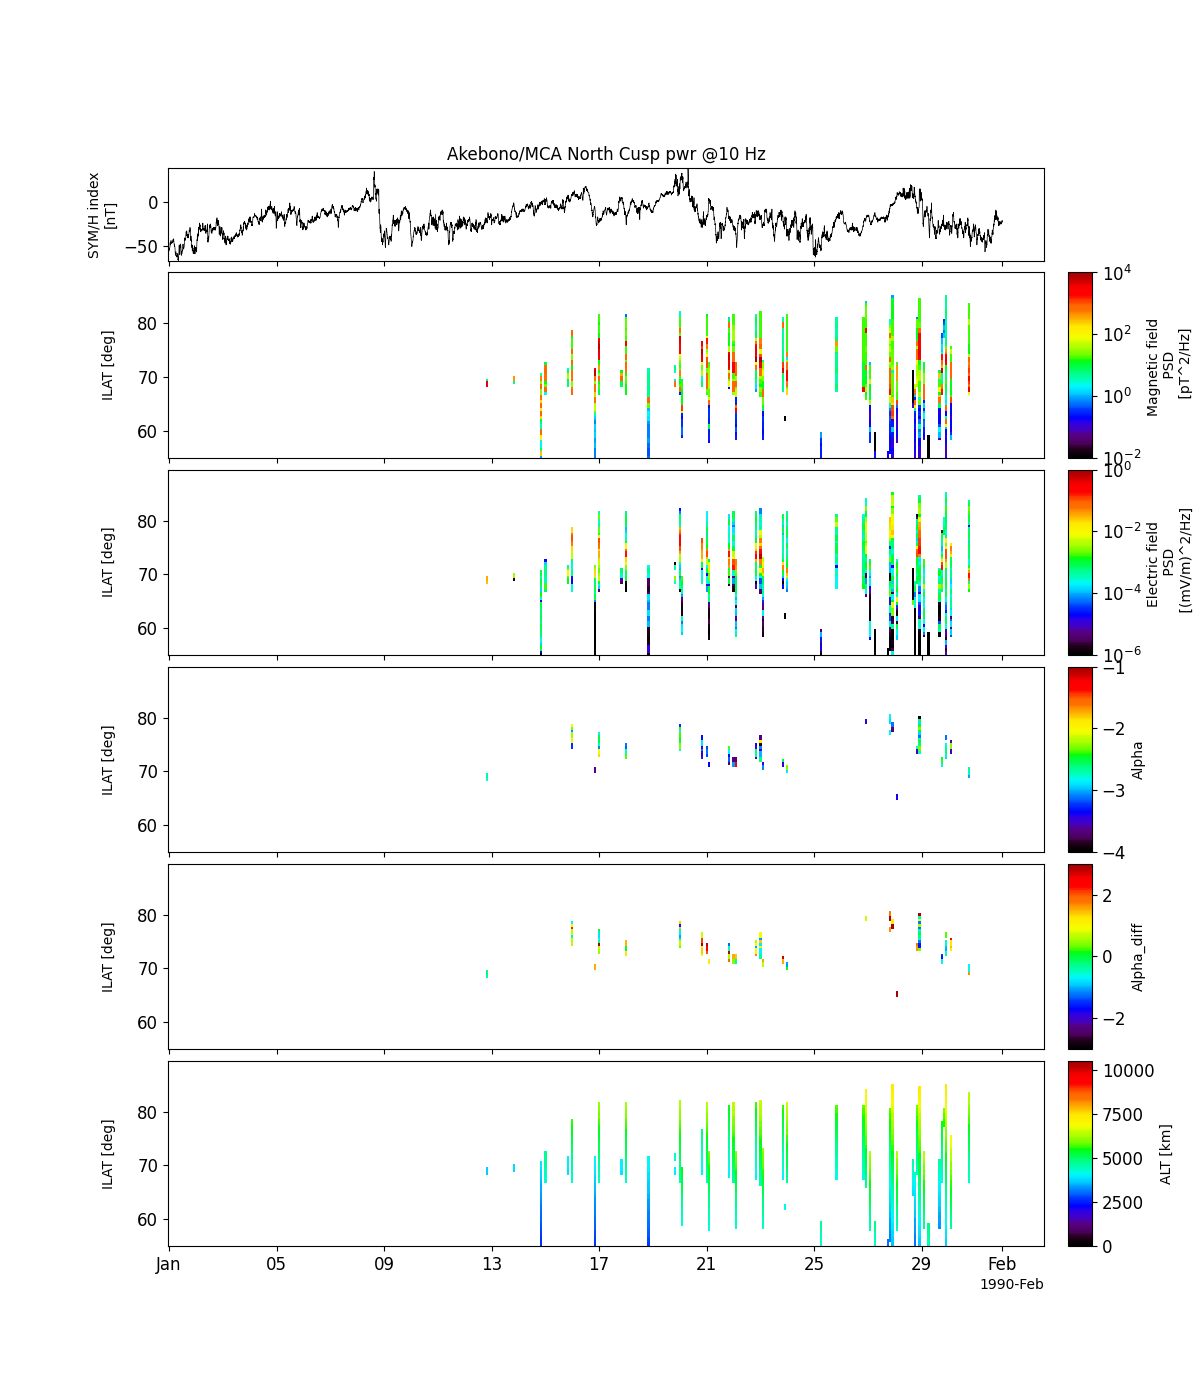 Akebono/MCA North Cusp pwr @10 Hz
SYM/H index
[nT]
0
−50
ILAT [deg]
80
70
60
10^4
10^2
10^0
10^-2
Magnetic field
PSD
[pT^2/Hz]
ILAT [deg]
80
70
60
10^0
10^-2
10^-4
10^-6
Electric field
PSD
[(mV/m)^2/Hz]
ILAT [deg]
80
70
60
−1
−2
−3
−4
Alpha
ILAT [deg]
80
70
60
2
0
−2
Alpha_diff
ILAT [deg]
80
70
60
10000
7500
5000
2500
0
ALT [km]
Jan 05 09 13 17 21 25 29 Feb
1990-Feb